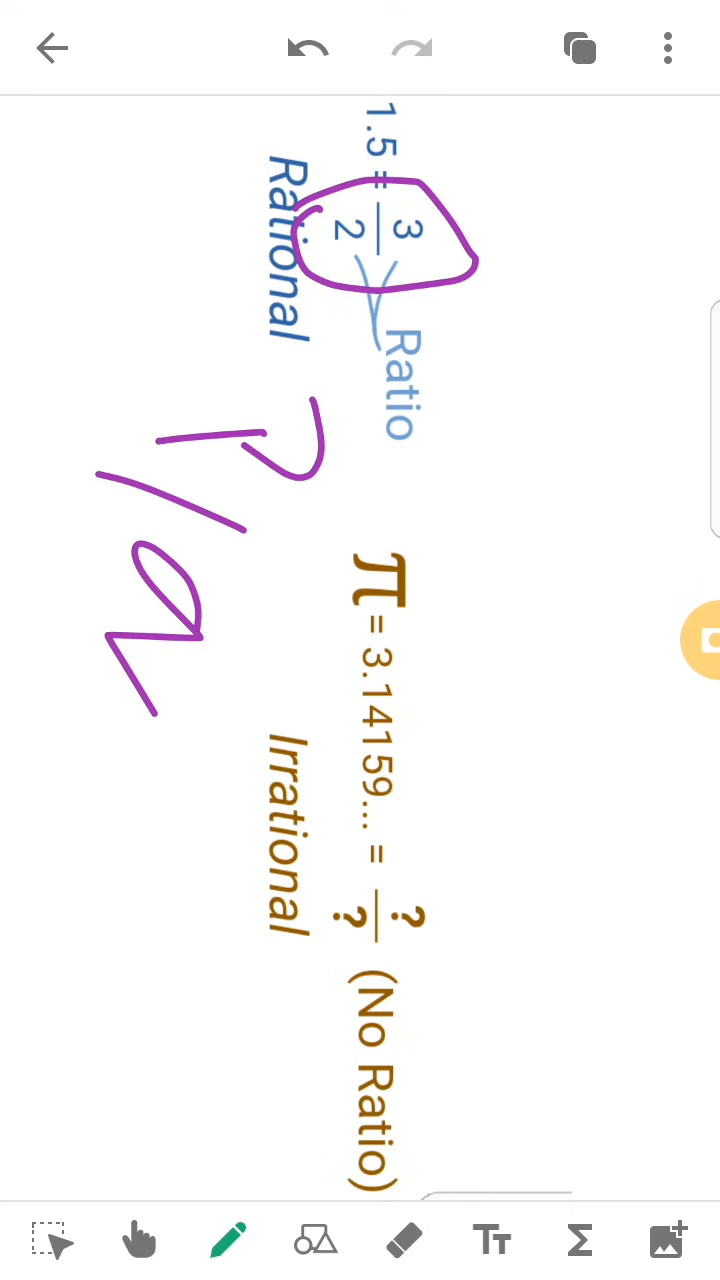 Ratio
1.5 = 3/2
Rational
π = 3.14159... = ?/? (No Ratio)
Irrational
P/q